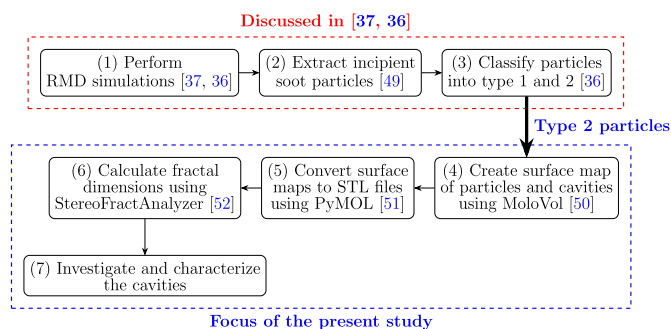 Discussed in [37, 36]
(1) Perform
RMD simulations [37, 36]
(2) Extract incipient
soot particles [49]
(3) Classify particles
into type 1 and 2 [36]
Type 2 particles
(4) Create surface map
of particles and cavities
using MoloVol [50]
(5) Convert surface
maps to STL files
using PyMOL [51]
(6) Calculate fractal
dimensions using
StereoFractAnalyzer [52]
(7) Investigate and characterize
the cavities
Focus of the present study